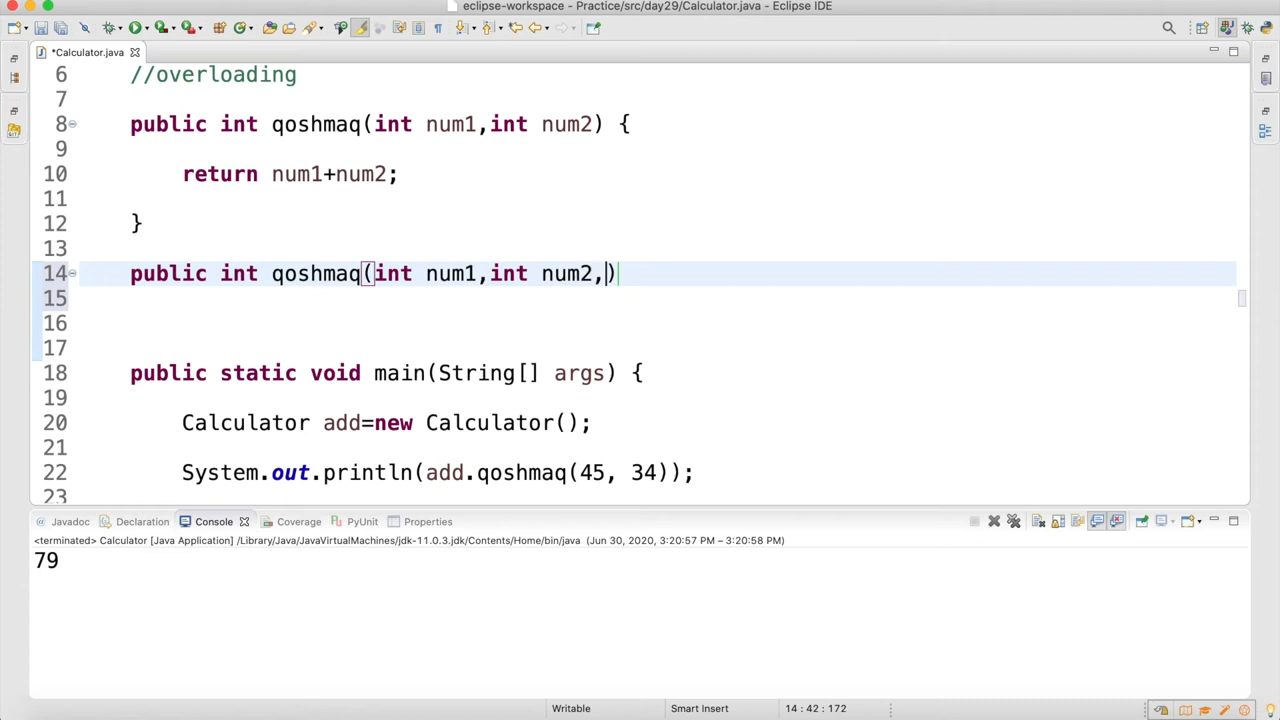 eclipse-workspace - Practice/src/day29/Calculator.java - Eclipse IDE
*Calculator.java
6 //overloading
7
8 public int qoshmaq(int num1,int num2) {
9
10 return num1+num2;
11
12 }
13
14 public int qoshmaq(int num1,int num2,)
15
16
17
18 public static void main(String[] args) {
19
20 Calculator add=new Calculator();
21
22 System.out.println(add.qoshmaq(45, 34));
23
@ Javadoc Declaration Console Coverage PyUnit Properties
<terminated> Calculator [Java Application] /Library/Java/JavaVirtualMachines/jdk-11.0.3.jdk/Contents/Home/bin/java (Jun 30, 2020, 3:20:57 PM – 3:20:58 PM)
79
Writable Smart Insert 14 : 42 : 172